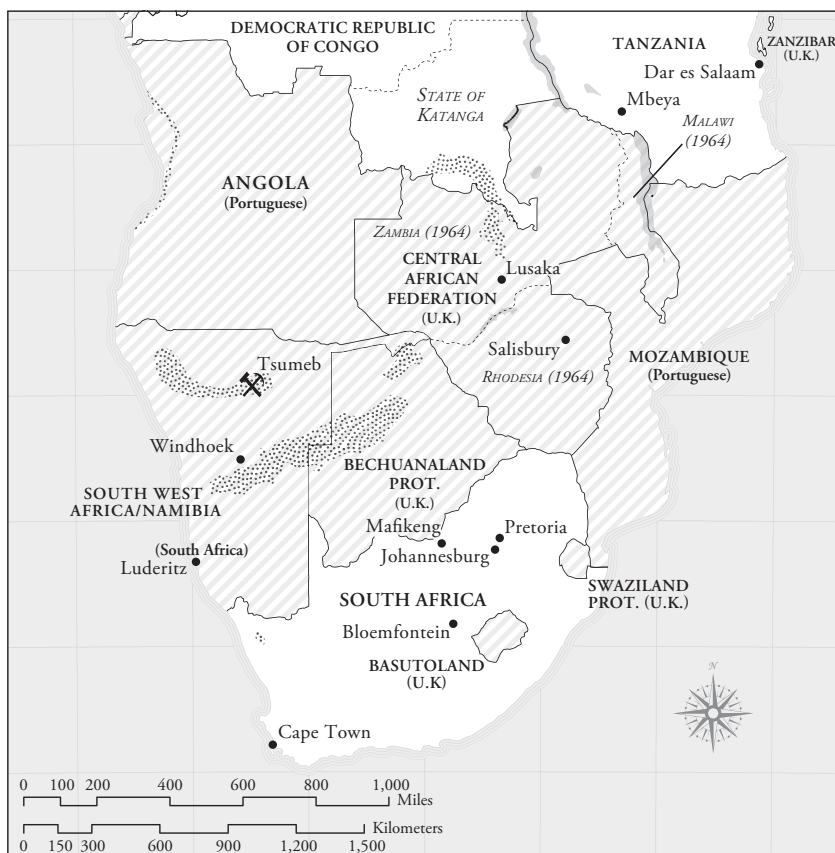 DEMOCRATIC REPUBLIC
OF CONGO
TANZANIA
ZANZIBAR
(U.K.)
Dar es Salaam
Mbeya
STATE OF
KATANGA
MALAWI
(1964)
ANGOLA
(Portuguese)
ZAMBIA (1964)
CENTRAL
AFRICAN
FEDERATION
(U.K.)
Lusaka
Salisbury
RHODESIA (1964)
MOZAMBIQUE
(Portuguese)
Tsumeb
Windhoek
SOUTH WEST
AFRICA/NAMIBIA
(South Africa)
Luderitz
BECHUANALAND
PROT.
(U.K.)
Mafikeng
Pretoria
Johannesburg
SWAZILAND
PROT. (U.K.)
SOUTH AFRICA
Bloemfontein
BASUTOLAND
(U.K)
N
Cape Town
0 100 200 400 600 800 1,000
Miles
Kilometers
0 150 300 600 900 1,200 1,500